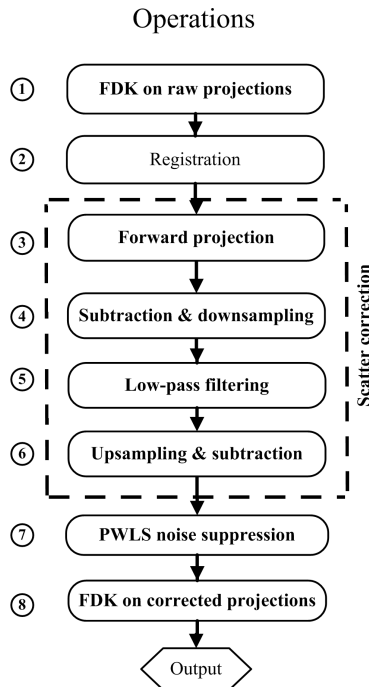 Operations
① FDK on raw projections
② Registration
③ Forward projection
④ Subtraction & downsampling
⑤ Low-pass filtering
⑥ Upsampling & subtraction
Scatter correction
⑦ PWLS noise suppression
⑧ FDK on corrected projections
Output